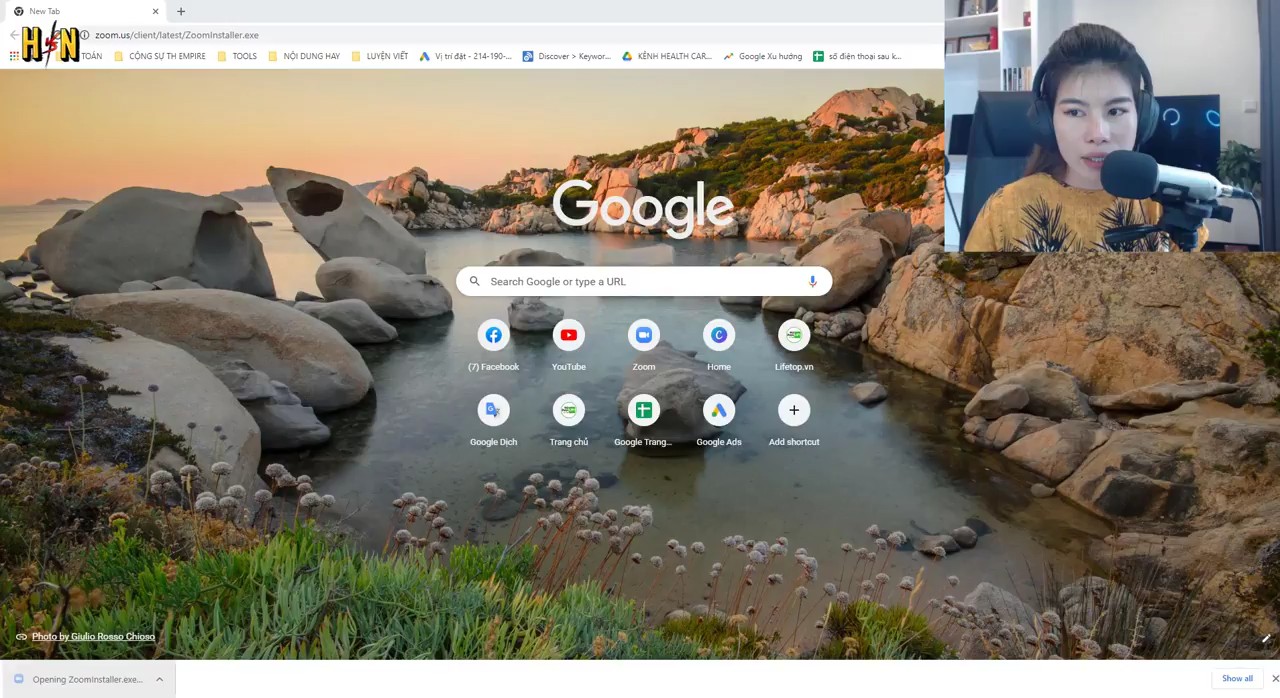 New Tab
zoom.us/client/latest/ZoomInstaller.exe
HySN
TOÁN
CỘNG SỰ TH EMPIRE
TOOLS
NỘI DUNG HAY
LUYỆN VIẾT
Vị trí đặt - 214-190-...
Discover > Keywor...
KÊNH HEALTH CAR...
Google Xu hướng
số điện thoại sau k...
Google
Search Google or type a URL
(7) Facebook
YouTube
Zoom
Home
Lifetop.vn
Google Dịch
Trang chủ
Google Trang...
Google Ads
Add shortcut
Photo by Giulio Rosso Chioso
Opening ZoomInstaller.exe...
Show all